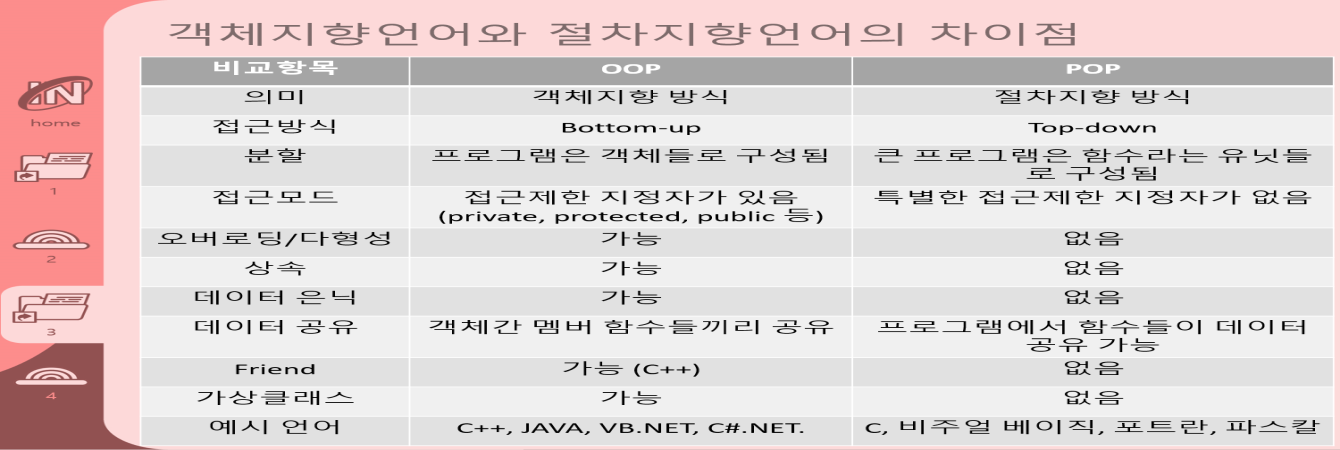 객체지향언어와 절차지향언어의 차이점
비교항목 OOP POP
의미 객체지향 방식 절차지향 방식
접근방식 Bottom-up Top-down
분할 프로그램은 객체들로 구성됨 큰 프로그램은 함수라는 유닛들
로 구성됨
접근모드 접근제한 지정자가 있음 특별한 접근제한 지정자가 없음
(private, protected, public 등)
오버로딩/다형성 가능 없음
상속 가능 없음
데이터 은닉 가능 없음
데이터 공유 객체간 멤버 함수들끼리 공유 프로그램에서 함수들이 데이터
공유 가능
Friend 가능 (C++) 없음
가상클래스 가능 없음
예시 언어 C++, JAVA, VB.NET, C#.NET. C, 비주얼 베이직, 포트란, 파스칼
IN
home
1
2
3
4